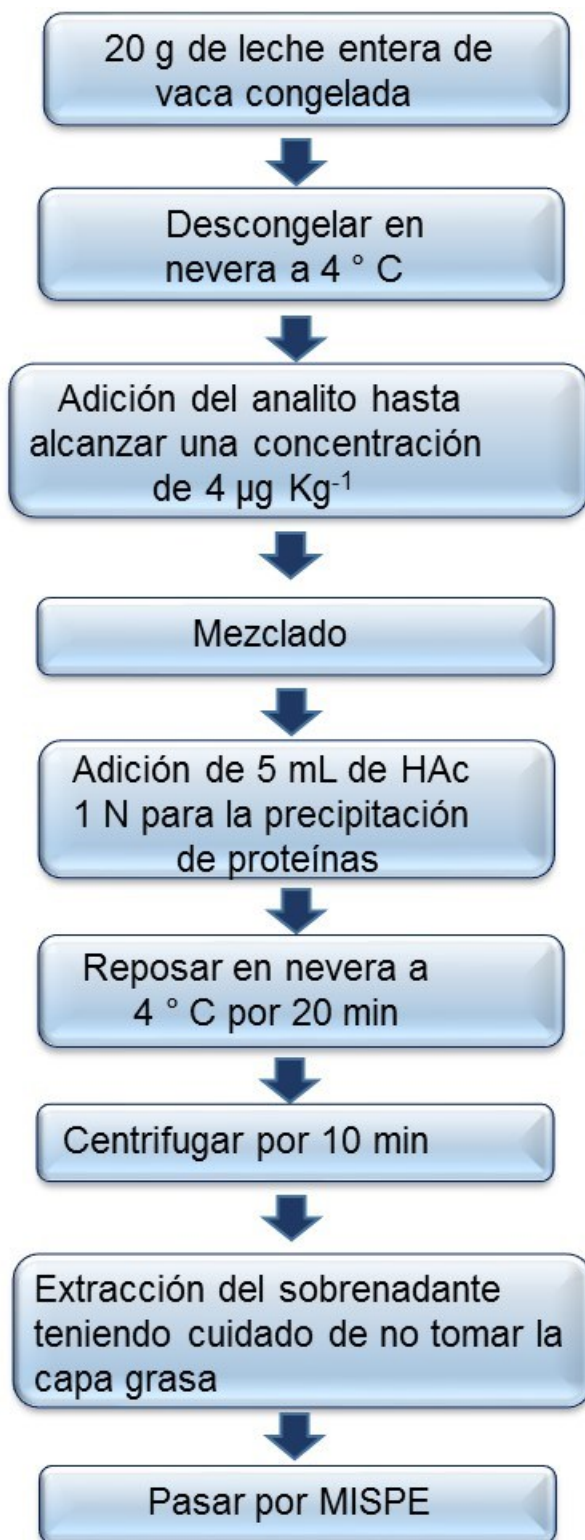 20 g de leche entera de
vaca congelada
Descongelar en
nevera a 4 ° C
Adición del analito hasta
alcanzar una concentración
de 4 µg Kg⁻¹
Mezclado
Adición de 5 mL de HAc
1 N para la precipitación
de proteínas
Reposar en nevera a
4 ° C por 20 min
Centrifugar por 10 min
Extracción del sobrenadante
teniendo cuidado de no tomar la
capa grasa
Pasar por MISPE